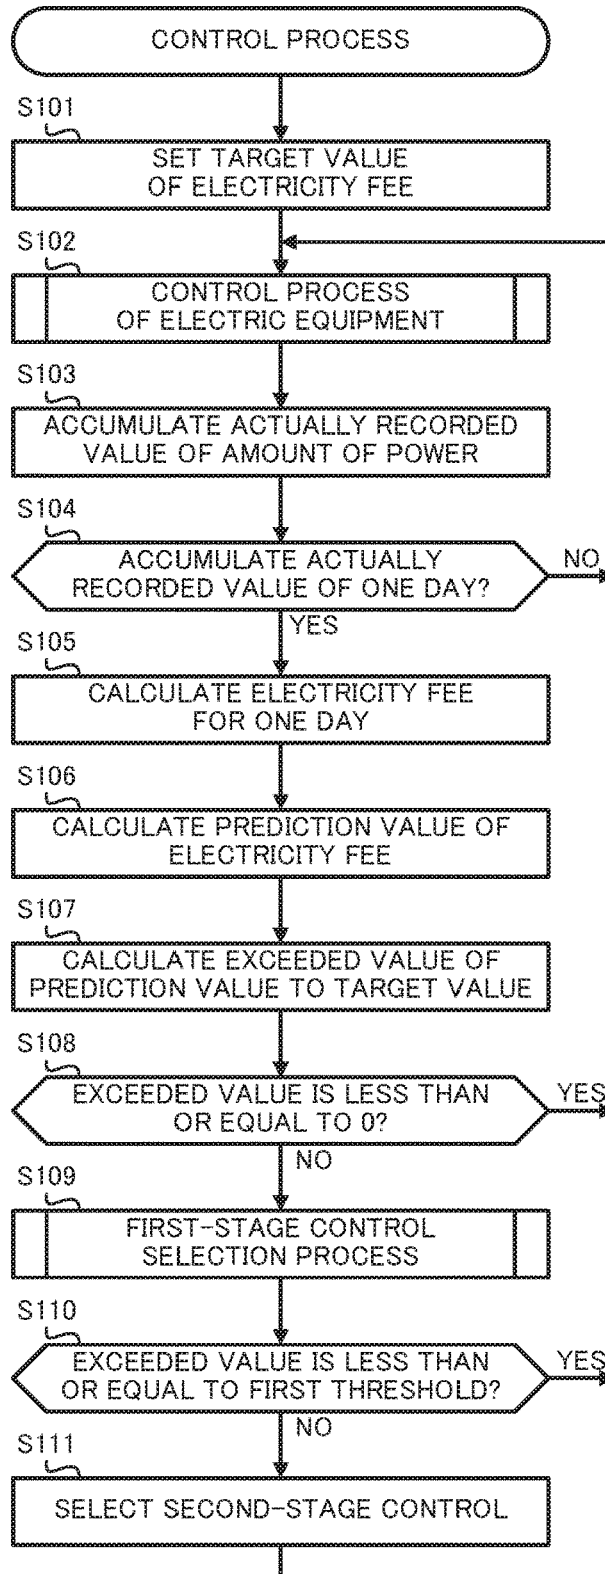 CONTROL PROCESS
S101
SET TARGET VALUE
OF ELECTRICITY FEE
S102
CONTROL PROCESS
OF ELECTRIC EQUIPMENT
S103
ACCUMULATE ACTUALLY RECORDED
VALUE OF AMOUNT OF POWER
S104
ACCUMULATE ACTUALLY
RECORDED VALUE OF ONE DAY?
NO
YES
S105
CALCULATE ELECTRICITY FEE
FOR ONE DAY
S106
CALCULATE PREDICTION VALUE OF
ELECTRICITY FEE
S107
CALCULATE EXCEEDED VALUE OF
PREDICTION VALUE TO TARGET VALUE
S108
EXCEEDED VALUE IS LESS THAN
OR EQUAL TO 0?
YES
NO
S109
FIRST-STAGE CONTROL
SELECTION PROCESS
S110
EXCEEDED VALUE IS LESS THAN
OR EQUAL TO FIRST THRESHOLD?
YES
NO
S111
SELECT SECOND-STAGE CONTROL